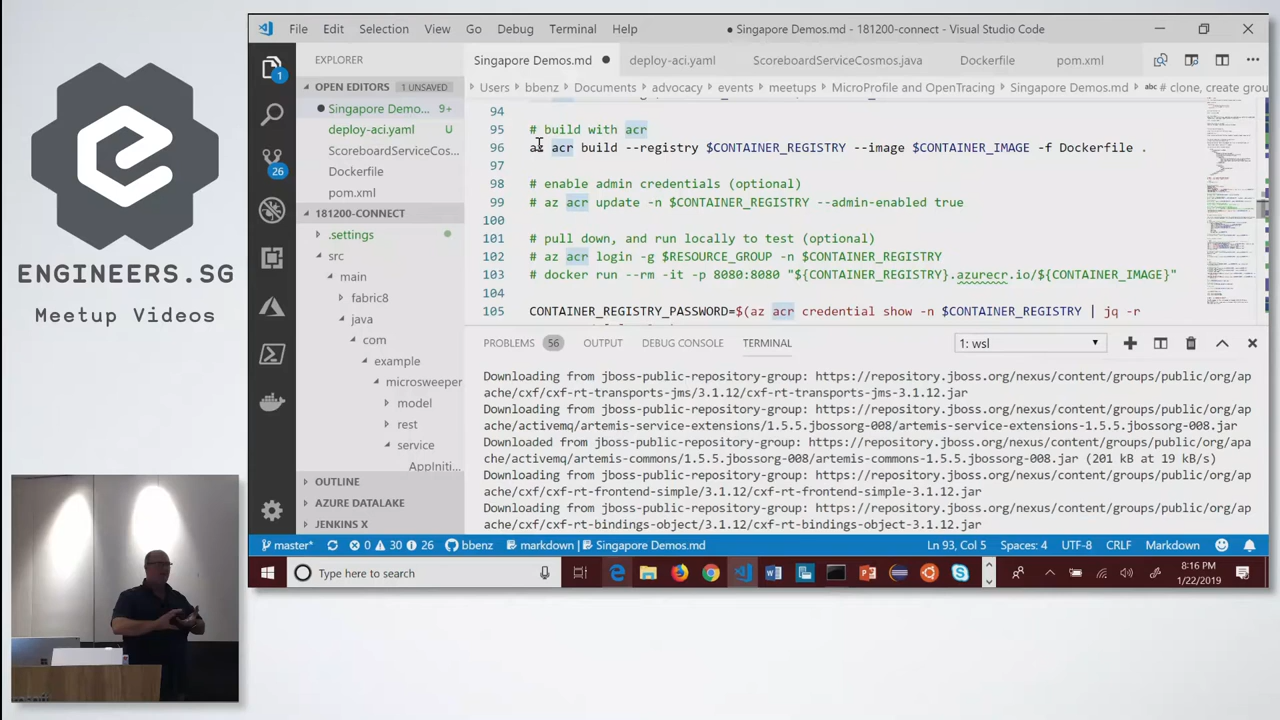 ENGINEERS.SG
Meetup Videos
File Edit Selection View Go Debug Terminal Help
● Singapore Demos.md - 181200-connect - Visual Studio Code
EXPLORER
OPEN EDITORS 1 UNSAVED
Singapore Demo... 9+
deploy-aci.yaml U
ScoreboardServiceCos...
Dockerfile
pom.xml
181200-CONNECT
src
main
fabric8
java
com
example
microsweeper
model
rest
service
AppIniti...
OUTLINE
AZURE DATALAKE
JENKINS X
1
26
Singapore Demos.md ● deploy-aci.yaml ScoreboardServiceCosmos.java Dockerfile pom.xml
Users bbenz Documents advocacy events meetups MicroProfile and OpenTracing Singapore Demos.md # clone, create grou
95 # build with acr
96 acr build --registry $CONTAINER_REGISTRY --image $CONTAINER_IMAGE -f Dockerfile
97
98 # enable admin credentials (optional)
99 acr update -n $CONTAINER_REGISTRY --admin-enabled
100
101 pull down, and run locally to test (optional)
102 az acr login -g $RESOURCE_GROUP $CONTAINER_REGISTRY
103 docker run --rm -it -p 8080:8080 {CONTAINER_REGISTRY}.azurecr.io/${CONTAINER_IMAGE}"
104
105 CONTAINER_REGISTRY_PASSWORD=$(az acr credential show -n $CONTAINER_REGISTRY | jq -r
PROBLEMS 56 OUTPUT DEBUG CONSOLE TERMINAL 1: wsl
Downloading from jboss-public-repository-group: https://repository.jboss.org/nexus/content/groups/public/org/ap
ache/cxf/cxf-rt-transports-jms/3.1.12/cxf-rt-transports-jms-3.1.12.jar
Downloading from jboss-public-repository-group: https://repository.jboss.org/nexus/content/groups/public/org/ap
ache/activemq/artemis-service-extensions/1.5.5.jbossorg-008/artemis-service-extensions-1.5.5.jbossorg-008.jar
Downloaded from jboss-public-repository-group: https://repository.jboss.org/nexus/content/groups/public/org/apa
che/activemq/artemis-commons/1.5.5.jbossorg-008/artemis-commons-1.5.5.jbossorg-008.jar (201 kB at 19 kB/s)
Downloading from jboss-public-repository-group: https://repository.jboss.org/nexus/content/groups/public/org/ap
ache/cxf/cxf-rt-frontend-simple/3.1.12/cxf-rt-frontend-simple-3.1.12.jar
Downloading from jboss-public-repository-group: https://repository.jboss.org/nexus/content/groups/public/org/ap
ache/cxf/cxf-rt-bindings-object/3.1.12/cxf-rt-bindings-object-3.1.12.jar
master* 0 30 26 bbenz markdown Singapore Demos.md Ln 93, Col 5 Spaces: 4 UTF-8 CRLF Markdown
Type here to search
8:16 PM
1/22/2019